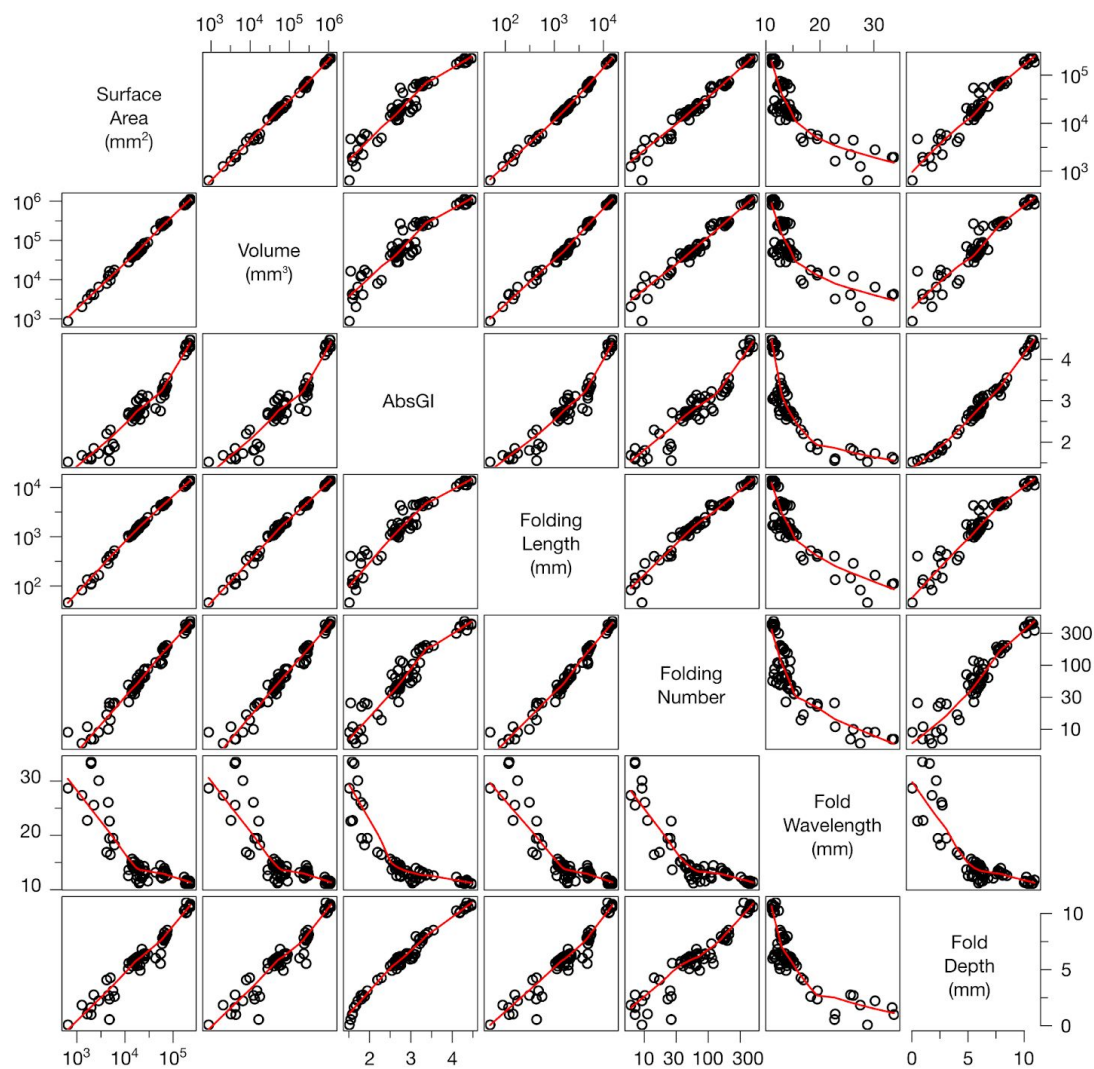 10³ 10⁴ 10⁵ 10⁶ 10² 10³ 10⁴ 10 20 30
Surface
Area
(mm²)
10⁵
10⁴
10³
10⁶
10⁵
10⁴
10³
Volume
(mm³)
AbsGI
4
3
2
10⁴
10³
10²
Folding
Length
(mm)
Folding
Number
300
100
30
10
30
20
10
Fold
Wavelength
(mm)
Fold
Depth
(mm)
10
5
0
10³ 10⁴ 10⁵ 2 3 4 10 30 100 300 0 5 10